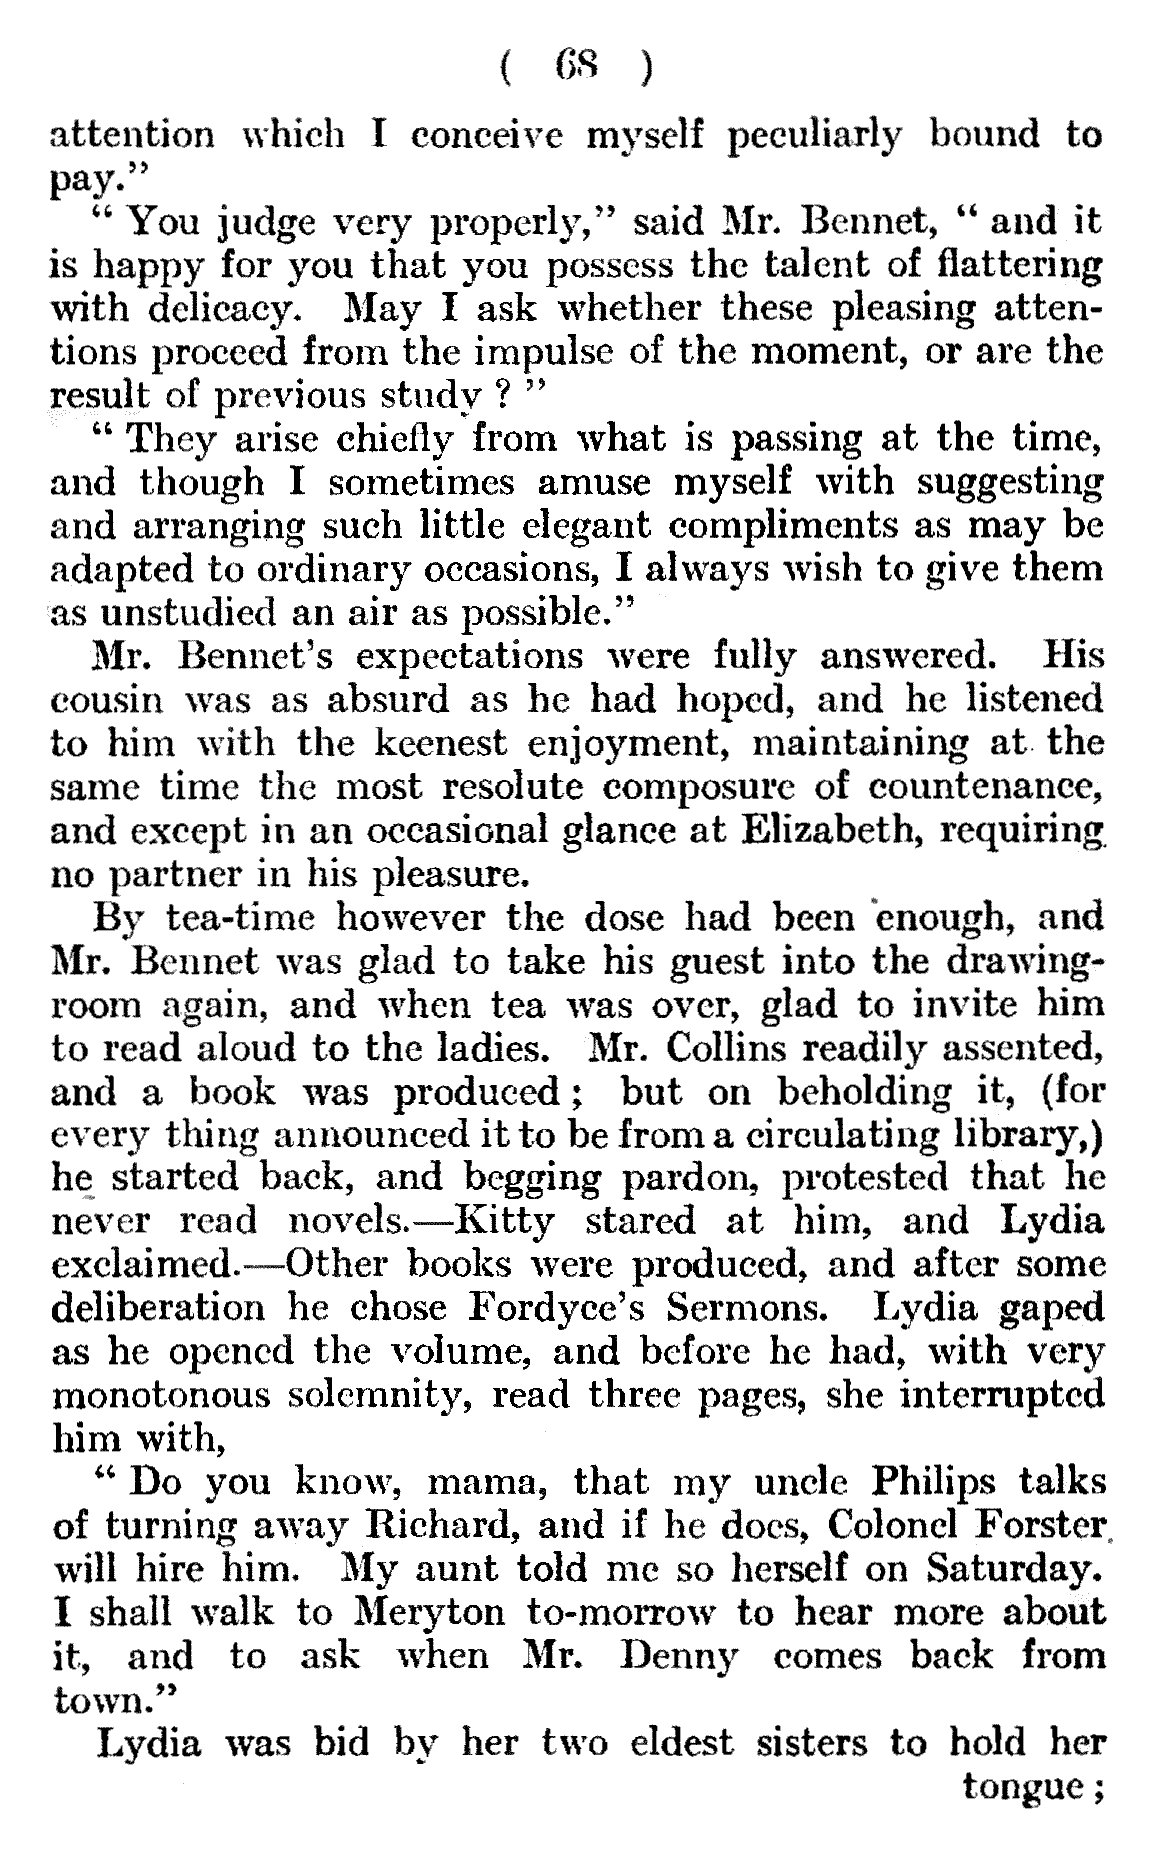 ( 68 )
attention which I conceive myself peculiarly bound to
pay.”
“ You judge very properly,” said Mr. Bennet, “ and it
is happy for you that you possess the talent of flattering
with delicacy. May I ask whether these pleasing atten-
tions proceed from the impulse of the moment, or are the
result of previous study ? ”
“ They arise chiefly from what is passing at the time,
and though I sometimes amuse myself with suggesting
and arranging such little elegant compliments as may be
adapted to ordinary occasions, I always wish to give them
as unstudied an air as possible.”
Mr. Bennet’s expectations were fully answered. His
cousin was as absurd as he had hoped, and he listened
to him with the keenest enjoyment, maintaining at the
same time the most resolute composure of countenance,
and except in an occasional glance at Elizabeth, requiring
no partner in his pleasure.
By tea-time however the dose had been enough, and
Mr. Bennet was glad to take his guest into the drawing-
room again, and when tea was over, glad to invite him
to read aloud to the ladies. Mr. Collins readily assented,
and a book was produced ; but on beholding it, (for
every thing announced it to be from a circulating library,)
he started back, and begging pardon, protested that he
never read novels.—Kitty stared at him, and Lydia
exclaimed.—Other books were produced, and after some
deliberation he chose Fordyce’s Sermons. Lydia gaped
as he opened the volume, and before he had, with very
monotonous solemnity, read three pages, she interrupted
him with,
“ Do you know, mama, that my uncle Philips talks
of turning away Richard, and if he does, Colonel Forster
will hire him. My aunt told me so herself on Saturday.
I shall walk to Meryton to-morrow to hear more about
it, and to ask when Mr. Denny comes back from
town.”
Lydia was bid by her two eldest sisters to hold her
tongue ;